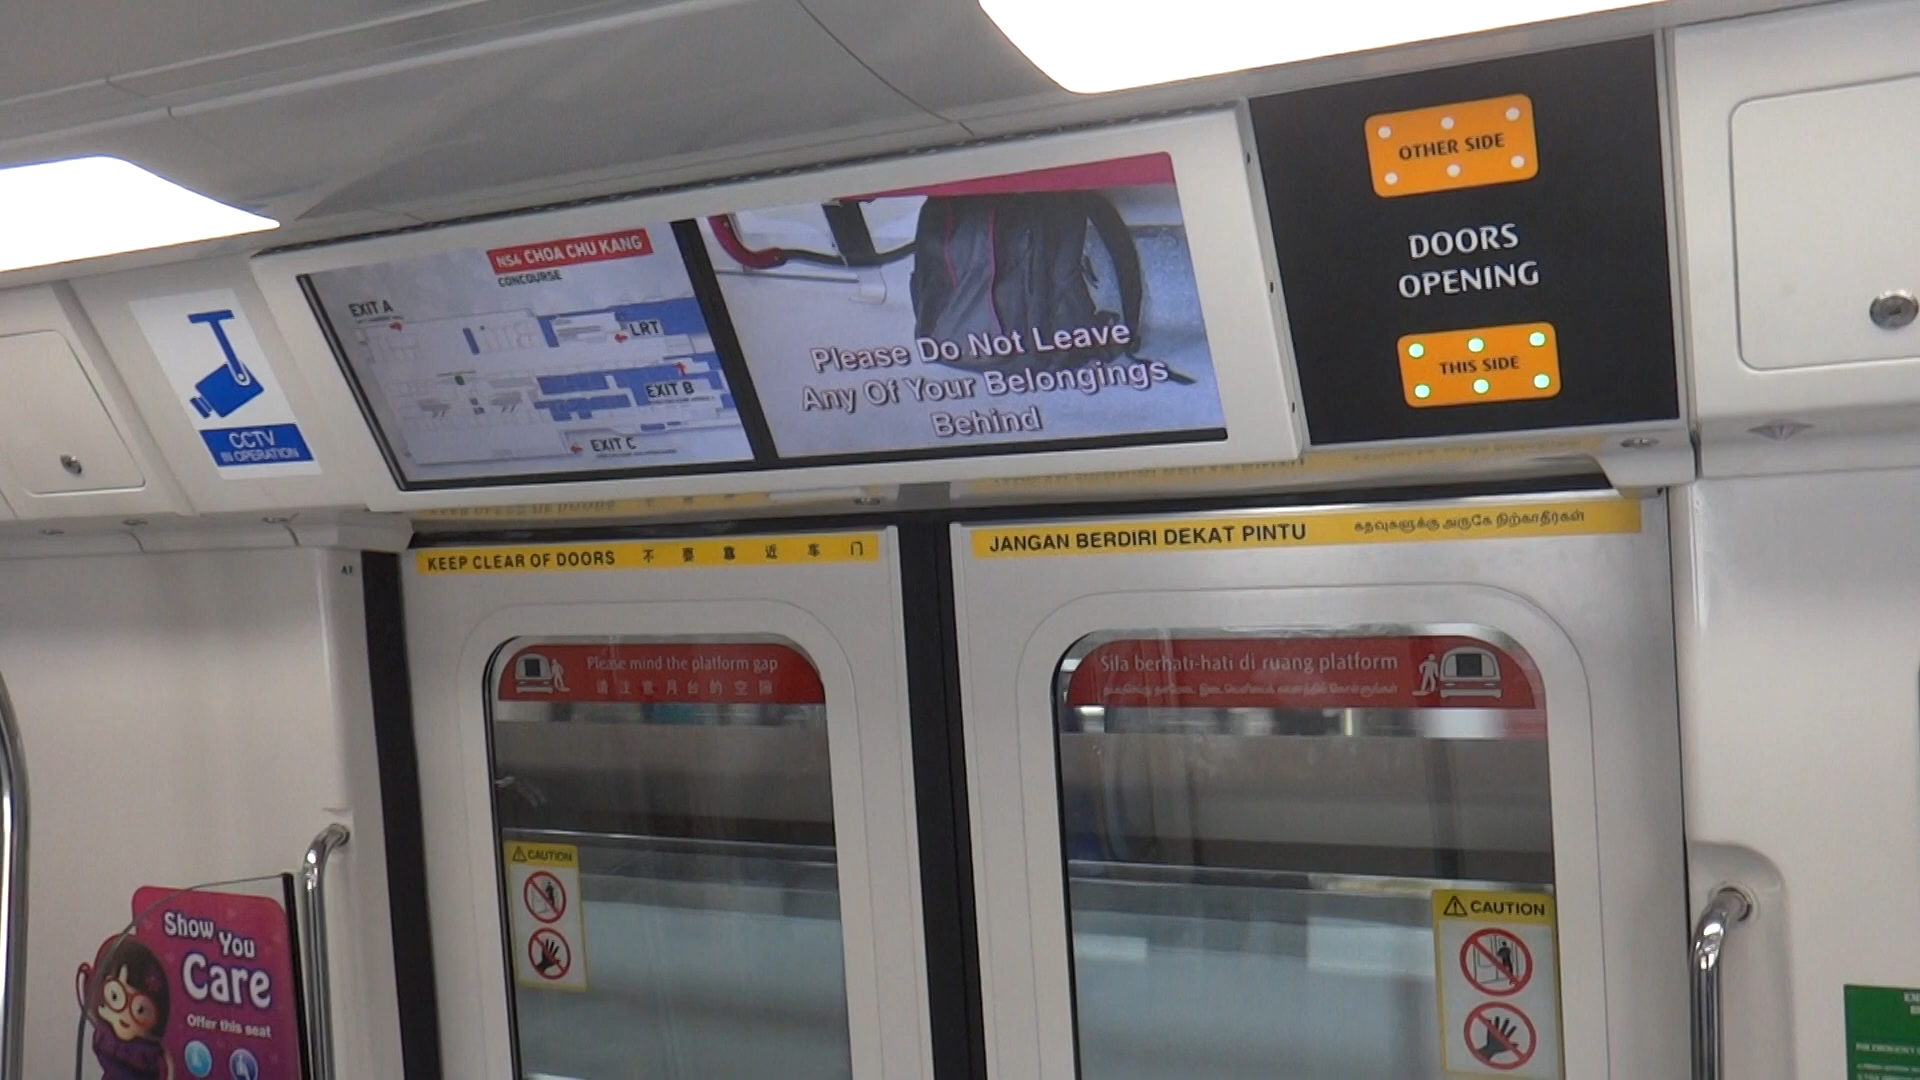 NS4 CHOA CHU KANG
CONCOURSE
EXIT A
LRT
EXIT B
EXIT C
Please Do Not Leave
Any Of Your Belongings
Behind
OTHER SIDE
DOORS
OPENING
THIS SIDE
CCTV
IN OPERATION
KEEP CLEAR OF DOORS 不要靠近车门
JANGAN BERDIRI DEKAT PINTU கதவுகளுக்கு அருகே நிற்காதீர்கள்
A1
Please mind the platform gap
请注意月台的空隙
Sila berhati-hati di ruang platform
CAUTION
CAUTION
Show You
Care
Offer this seat